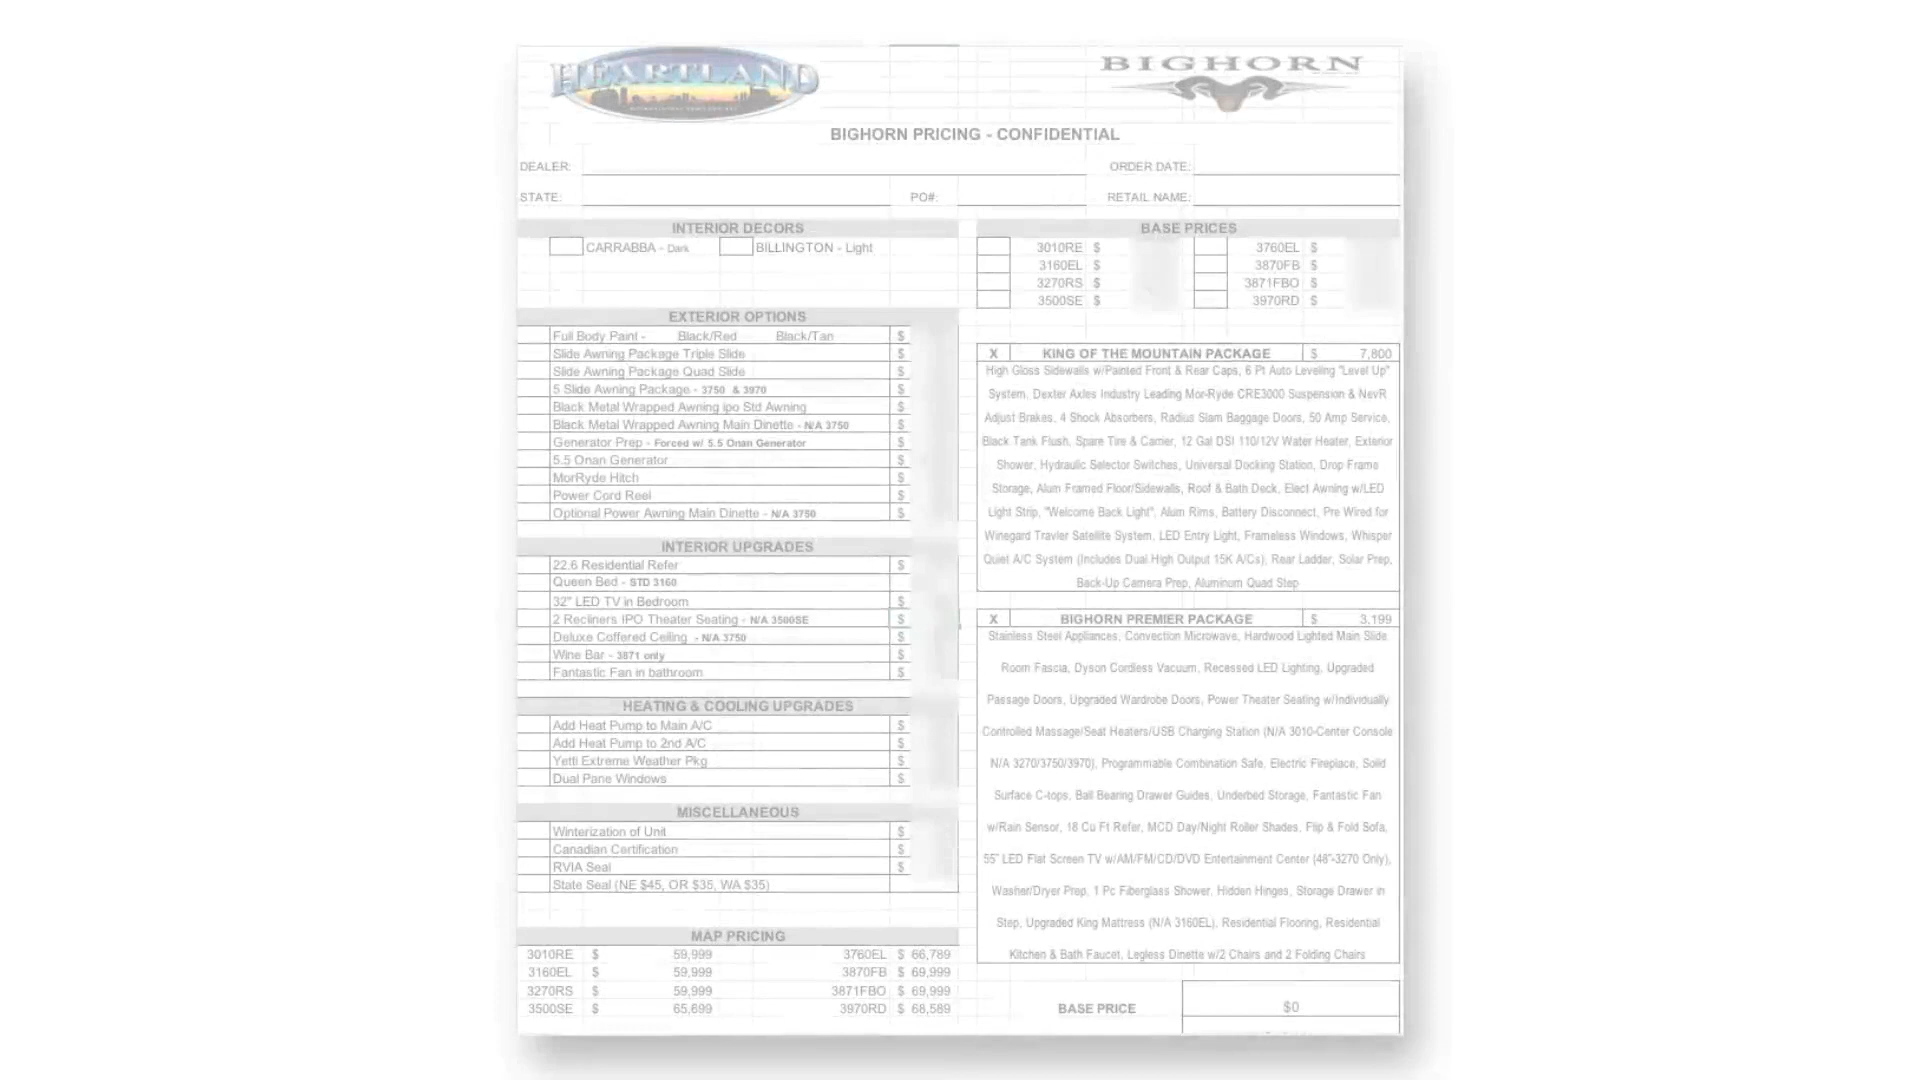 HEARTLAND
BIGHORN
BIGHORN PRICING - CONFIDENTIAL
DEALER:
ORDER DATE:
STATE:
PO#:
RETAIL NAME:
INTERIOR DECORS
CARRABBA - Dark
BILLINGTON - Light
EXTERIOR OPTIONS
Full Body Paint - Black/Red Black/Tan $
Slide Awning Package Triple Slide $
Slide Awning Package Quad Slide $
5 Slide Awning Package - 3750 & 3970 $
Black Metal Wrapped Awning ipo Std Awning $
Black Metal Wrapped Awning Main Dinette - N/A 3750 $
Generator Prep - Forced w/ 5.5 Onan Generator $
5.5 Onan Generator $
MorRyde Hitch $
Power Cord Reel $
Optional Power Awning Main Dinette - N/A 3750 $
INTERIOR UPGRADES
22.6 Residential Refer $
Queen Bed - STD 3160
32" LED TV in Bedroom $
2 Recliners IPO Theater Seating - N/A 3500SE $
Deluxe Coffered Ceiling - N/A 3750 $
Wine Bar - 3871 only $
Fantastic Fan in bathroom $
HEATING & COOLING UPGRADES
Add Heat Pump to Main A/C $
Add Heat Pump to 2nd A/C $
Yetti Extreme Weather Pkg $
Dual Pane Windows $
MISCELLANEOUS
Winterization of Unit $
Canadian Certification $
RVIA Seal $
State Seal (NE $45, OR $35, WA $35)
MAP PRICING
3010RE $ 59,999 3760EL $ 66,789
3160EL $ 59,999 3870FB $ 69,999
3270RS $ 59,999 3871FBO $ 69,999
3500SE $ 65,699 3970RD $ 68,589
BASE PRICES
3010RE $ 3760EL $
3160EL $ 3870FB $
3270RS $ 3871FBO $
3500SE $ 3970RD $
X KING OF THE MOUNTAIN PACKAGE $ 7,800
High Gloss Sidewalls w/Painted Front & Rear Caps, 6 Pt Auto Leveling "Level Up"
System, Dexter Axles Industry Leading Mor-Ryde CRE3000 Suspension & NevR
Adjust Brakes, 4 Shock Absorbers, Radius Slam Baggage Doors, 50 Amp Service,
Black Tank Flush, Spare Tire & Carrier, 12 Gal DSI 110/12V Water Heater, Exterior
Shower, Hydraulic Selector Switches, Universal Docking Station, Drop Frame
Storage, Alum Framed Floor/Sidewalls, Roof & Bath Deck, Elect Awning w/LED
Light Strip, "Welcome Back Light", Alum Rims, Battery Disconnect, Pre Wired for
Winegard Travler Satellite System, LED Entry Light, Frameless Windows, Whisper
Quiet A/C System (Includes Dual High Output 15K A/Cs), Rear Ladder, Solar Prep,
Back-Up Camera Prep, Aluminum Quad Step
X BIGHORN PREMIER PACKAGE $ 3,199
Stainless Steel Appliances, Convection Microwave, Hardwood Lighted Main Slide
Room Fascia, Dyson Cordless Vacuum, Recessed LED Lighting, Upgraded
Passage Doors, Upgraded Wardrobe Doors, Power Theater Seating w/Individually
Controlled Massage/Seat Heaters/USB Charging Station (N/A 3010-Center Console
N/A 3270/3750/3970), Programmable Combination Safe, Electric Fireplace, Solid
Surface C-tops, Ball Bearing Drawer Guides, Underbed Storage, Fantastic Fan
w/Rain Sensor, 18 Cu Ft Refer, MCD Day/Night Roller Shades, Flip & Fold Sofa,
55" LED Flat Screen TV w/AM/FM/CD/DVD Entertainment Center (48"-3270 Only),
Washer/Dryer Prep, 1 Pc Fiberglass Shower, Hidden Hinges, Storage Drawer in
Step, Upgraded King Mattress (N/A 3160EL), Residential Flooring, Residential
Kitchen & Bath Faucet, Legless Dinette w/2 Chairs and 2 Folding Chairs
BASE PRICE $0